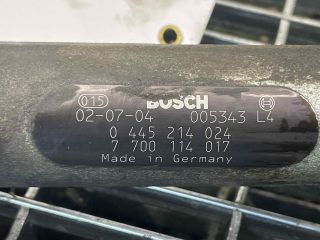 015 BOSCH
02-07-04 005343 L4
0 445 214 024
7 700 114 017
Made in Germany